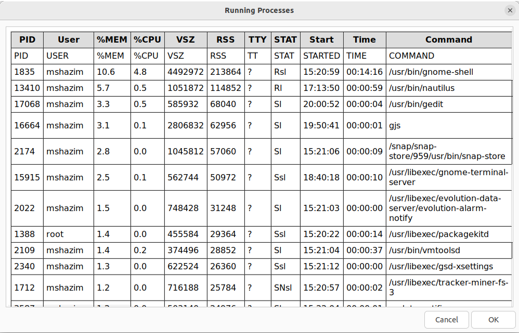 Running Processes
PID User %MEM %CPU VSZ RSS TTY STAT Start Time Command
PID USER %MEM %CPU VSZ RSS TT STAT STARTED TIME COMMAND
1835 mshazim 10.6 4.8 4492972 213864 ? Rsl 15:20:59 00:14:16 /usr/bin/gnome-shell
13410 mshazim 5.7 0.5 1051872 114852 ? Rl 17:13:50 00:00:59 /usr/bin/nautilus
17068 mshazim 3.3 0.5 585932 68040 ? Sl 20:00:52 00:00:04 /usr/bin/gedit
16664 mshazim 3.1 0.1 2806832 62956 ? Sl 19:50:41 00:00:01 gjs
2174 mshazim 2.8 0.0 1045812 57060 ? Sl 15:21:06 00:00:09 /snap/snap-
store/959/usr/bin/snap-store
15915 mshazim 2.5 0.1 562744 50972 ? Ssl 18:40:18 00:00:10 /usr/libexec/gnome-terminal-
server
2022 mshazim 1.5 0.0 748428 31248 ? Sl 15:21:03 00:00:00 /usr/libexec/evolution-data-
server/evolution-alarm-
notify
1388 root 1.4 0.0 455584 29364 ? Ssl 15:20:22 00:00:14 /usr/libexec/packagekitd
2109 mshazim 1.4 0.2 374496 28852 ? Sl 15:21:04 00:00:37 /usr/bin/vmtoolsd
2340 mshazim 1.3 0.0 622524 26360 ? Ssl 15:21:12 00:00:00 /usr/libexec/gsd-xsettings
1712 mshazim 1.2 0.0 716188 25784 ? SNsl 15:20:57 00:00:02 /usr/libexec/tracker-miner-fs-
3
Cancel OK